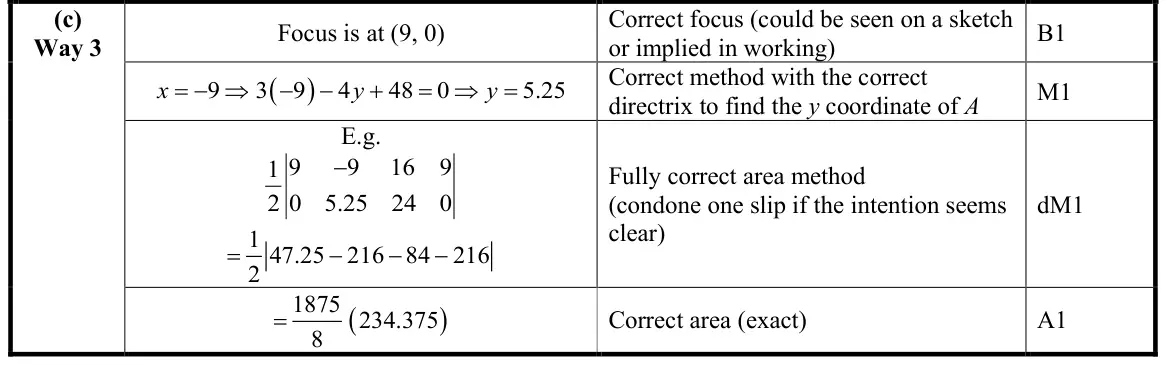 (c)
Way 3
Focus is at (9, 0)
Correct focus (could be seen on a sketch
or implied in working)
B1
x = −9 ⇒ 3(−9) − 4y + 48 = 0 ⇒ y = 5.25
Correct method with the correct
directrix to find the y coordinate of A
M1
E.g.
1/2 |9 −9 16 9|
|0 5.25 24 0|
= 1/2 |47.25 − 216 − 84 − 216|
Fully correct area method
(condone one slip if the intention seems
clear)
dM1
= 1875/8 (234.375)
Correct area (exact)
A1